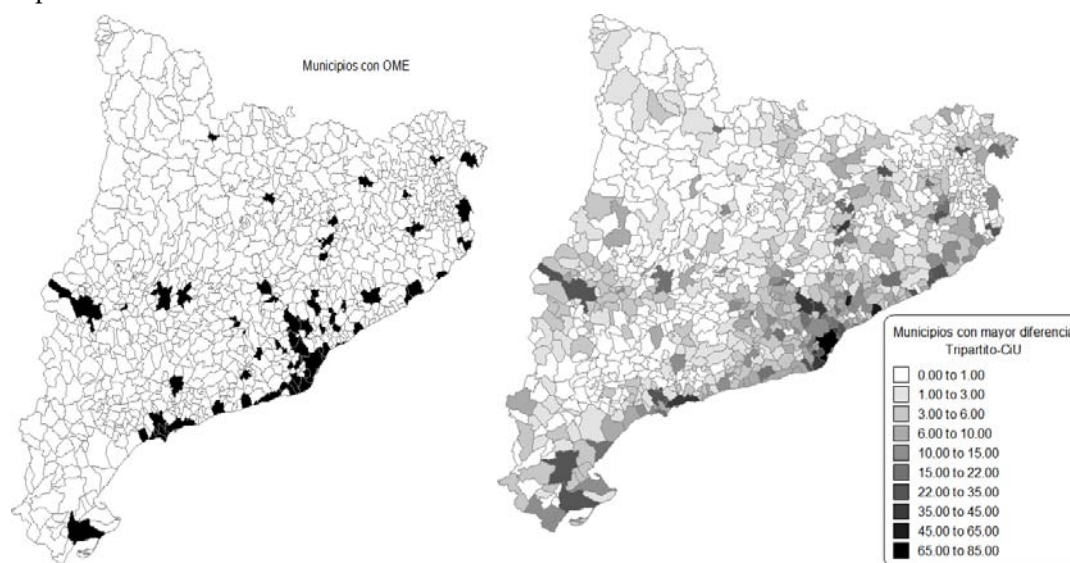 Municipios con OME
Municipios con mayor diferencia
Tripartito-CiU
0.00 to 1.00
1.00 to 3.00
3.00 to 6.00
6.00 to 10.00
10.00 to 15.00
15.00 to 22.00
22.00 to 35.00
35.00 to 45.00
45.00 to 65.00
65.00 to 85.00